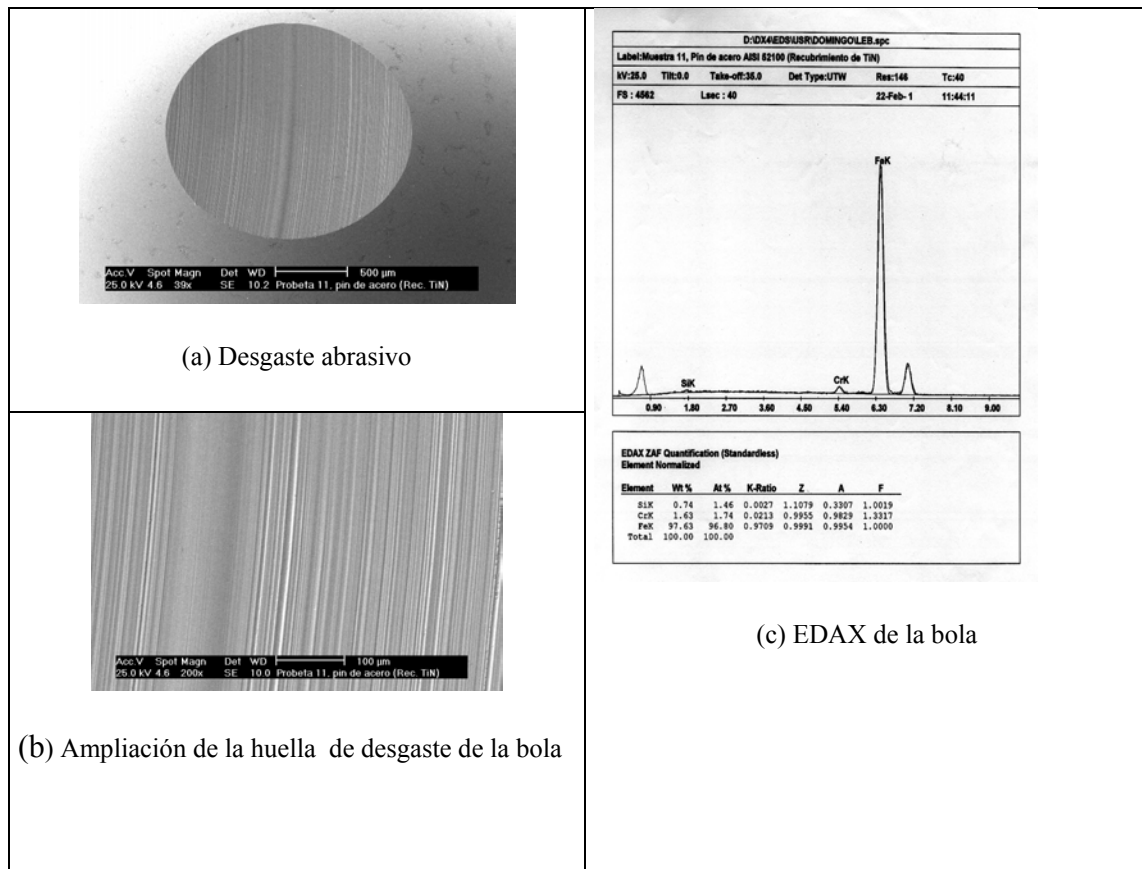 Acc.V Spot Magn Det WD 500 µm
25.0 kV 4.6 39x SE 10.2 Probeta 11, pin de acero (Rec. TiN)
(a) Desgaste abrasivo
Acc.V Spot Magn Det WD 100 µm
25.0 kV 4.6 200x SE 10.0 Probeta 11, pin de acero (Rec. TiN)
(b) Ampliación de la huella de desgaste de la bola
D:\DX4\EDS\USR\DOMINGO\LEB.spc
Label:Muestra 11, Pin de acero AISI 52100 (Recubrimiento de TiN)
kV:25.0 Tilt:0.0 Take-off:35.0 Det Type:UTW Res:146 Tc:40
FS : 4562 Lsec : 40 22-Feb- 1 11:44:11
FeK
SiK
CrK
0.90 1.80 2.70 3.60 4.50 5.40 6.30 7.20 8.10 9.00
EDAX ZAF Quantification (Standardless)
Element Normalized
Element Wt % At % K-Ratio Z A F
SiK 0.74 1.46 0.0027 1.1079 0.3307 1.0019
CrK 1.63 1.74 0.0213 0.9955 0.9829 1.3317
FeK 97.63 96.80 0.9709 0.9991 0.9954 1.0000
Total 100.00 100.00
(c) EDAX de la bola